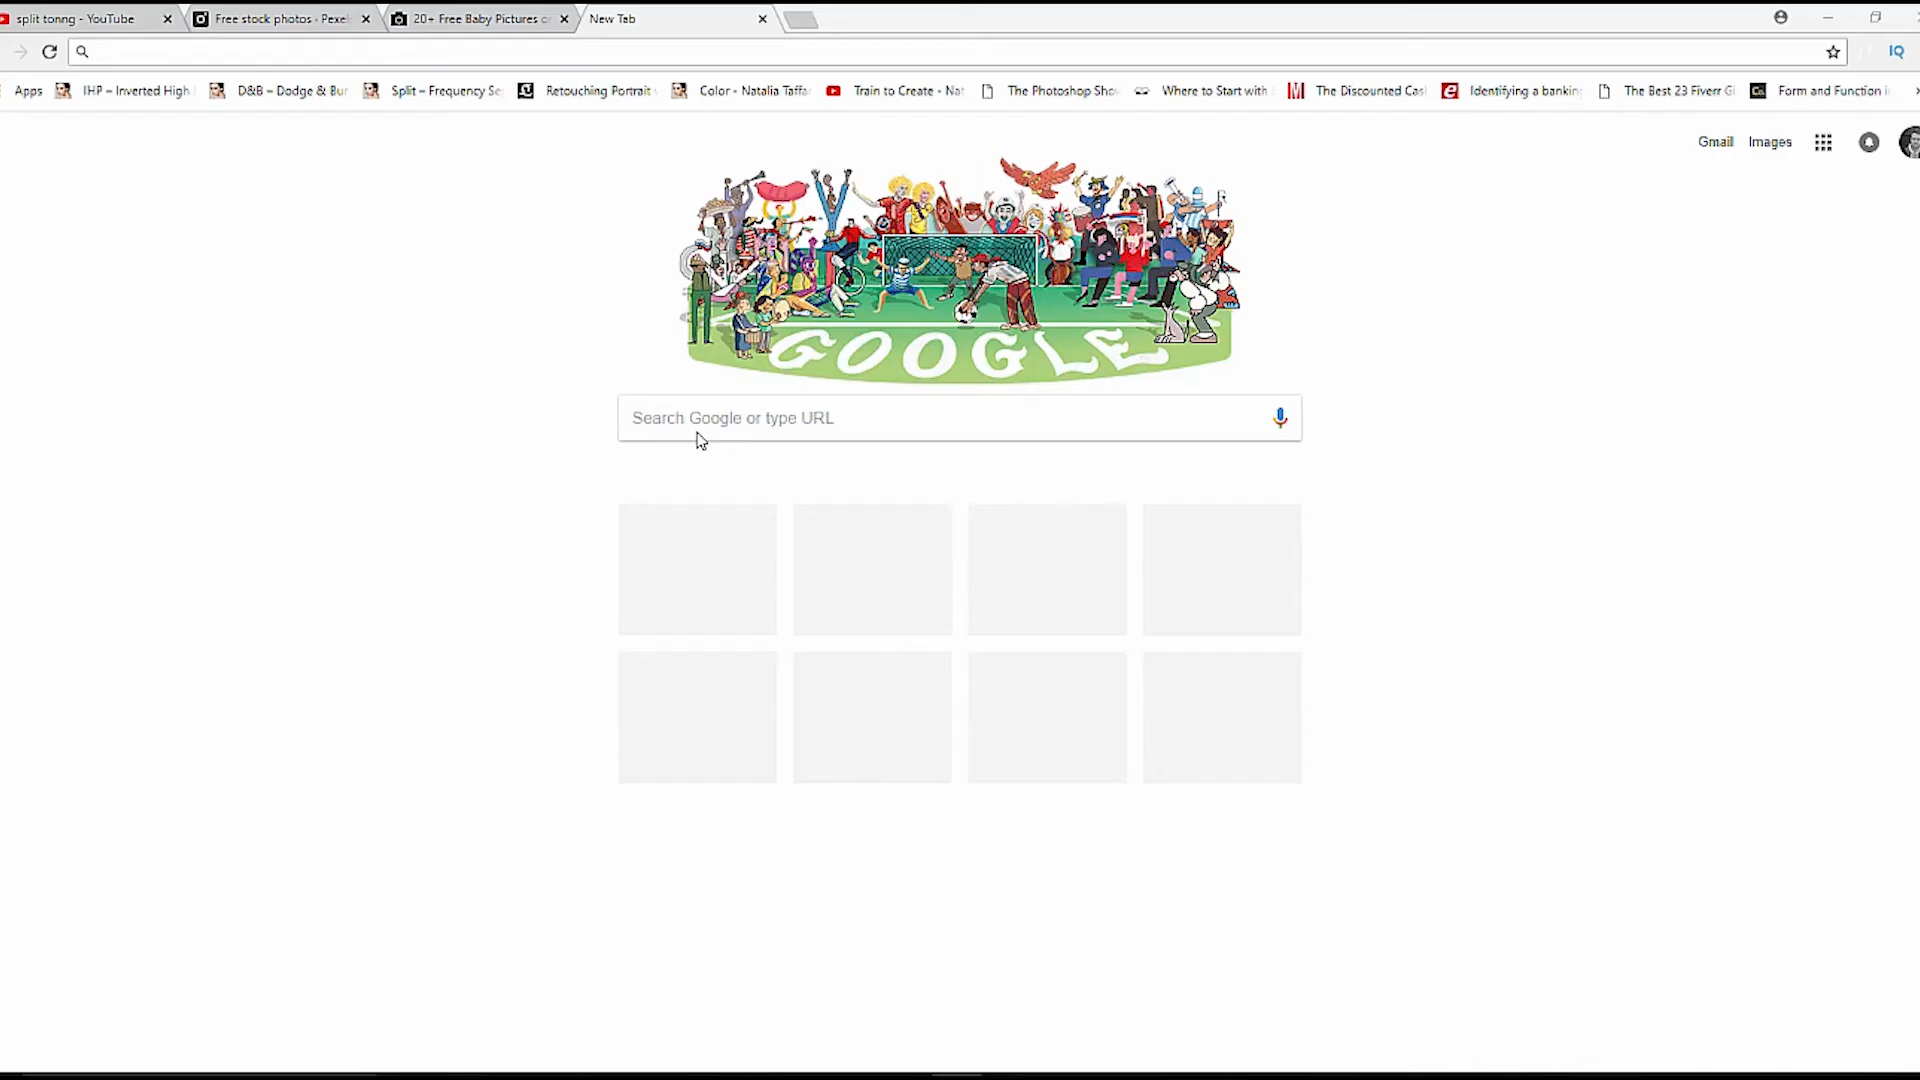 split tonng - YouTube
Free stock photos · Pexel
20+ Free Baby Pictures o
New Tab
IQ
Apps
IHP – Inverted High
D&B – Dodge & Bur
Split – Frequency Se
Retouching Portrait
Color - Natalia Taffa
Train to Create - Nat
The Photoshop Sho
Where to Start with
The Discounted Cas
Identifying a bankin
The Best 23 Fiverr G
Form and Function i
Gmail
Images
GOOGLE
Search Google or type URL